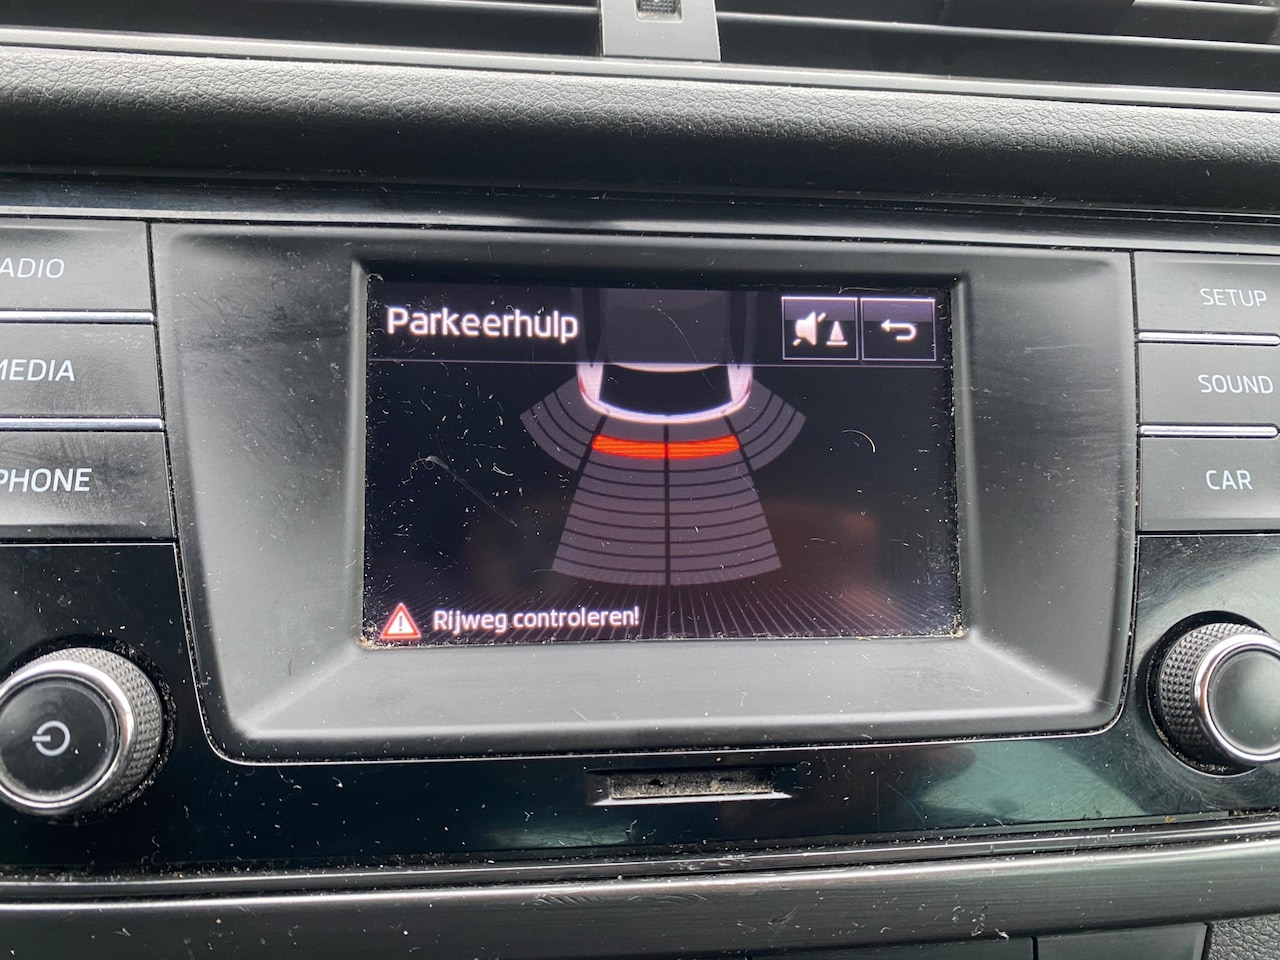 ADIO
MEDIA
PHONE
Parkeerhulp
Rijweg controleren!
SETUP
SOUND
CAR